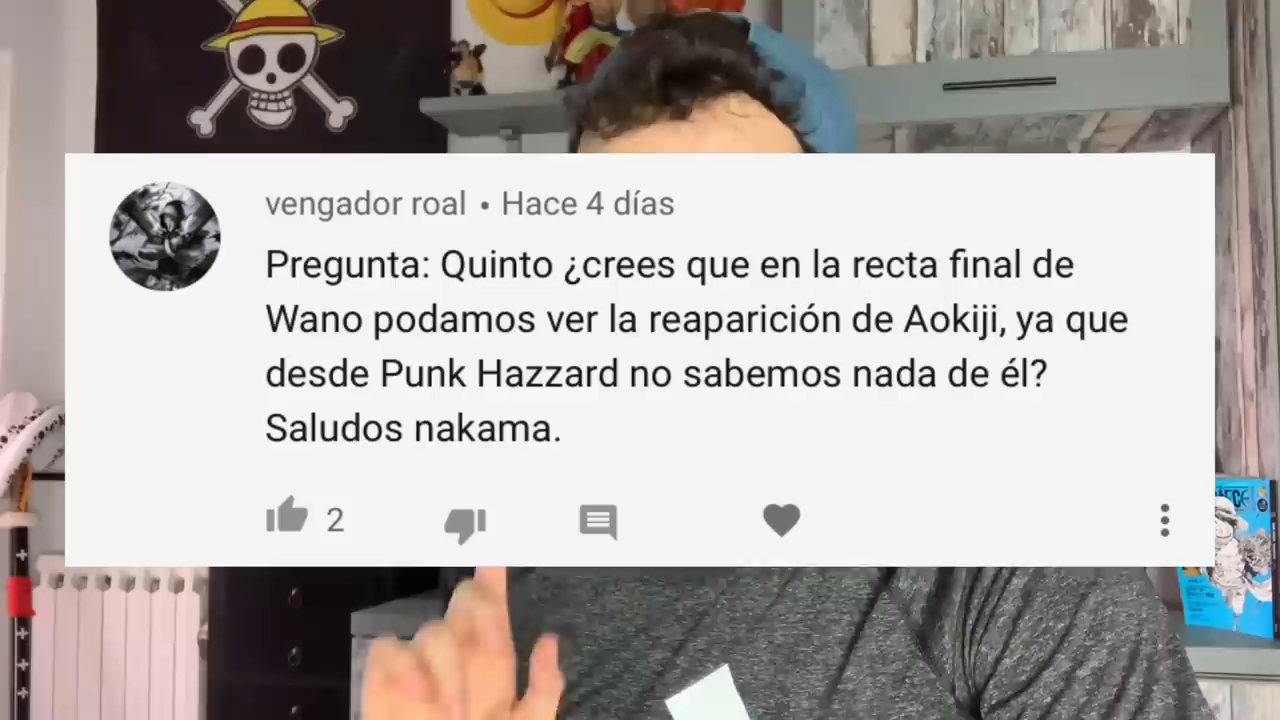 vengador roal • Hace 4 días
Pregunta: Quinto ¿crees que en la recta final de
Wano podamos ver la reaparición de Aokiji, ya que
desde Punk Hazzard no sabemos nada de él?
Saludos nakama.
2